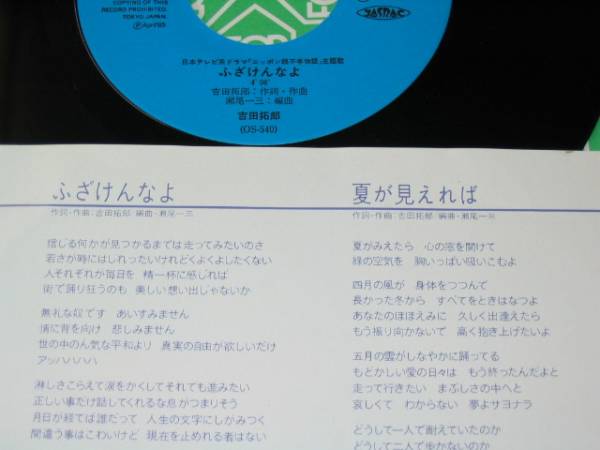 COPYING OF THIS
RECORD PROHIBITED.
TOKYO JAPAN.
日本テレビ系ドラマ「ニッポン親不孝物語」主題歌
ふざけんなよ
吉田拓郎:作詞・作曲
瀬尾一三:編曲
吉田拓郎
(OS-540)
ふざけんなよ
作詞・作曲:吉田拓郎 編曲・瀬尾一三
信じる何かが見つかるまでは走ってみたいのさ
若さが時にはしれったいけれどくよくよしたくない
人それぞれが毎日を 精一杯に感じれば
街で踊り狂うのも 美しい想い出じゃないか
無礼な奴です あいすみません
情に背を向け 悲しみません
世の中のん気な平和より 真実の自由が欲しいだけ
アッハハハハ
淋しさこらえて涙をかくしてそれでも進みたい
正しい事だけ話してくれるな息がつまりそう
月日が経ては誰だって 人生の文字にしがみつく
間違う事はこわいけど 現在を止められる者はない
夏が見えれば
作詞・作曲:吉田拓郎 編曲・瀬尾一三
夏がみえたら 心の窓を開けて
緑の空気を 胸いっぱい吸いこむよ
四月の風が 身体をつつんで
長かった冬から すべてをときはなつよ
あなたのほほえみに 久しく出逢えたら
もう振り向かないで 高く抱き上げたいよ
五月の雲がしなやかに踊ってる
もどかしい愛の日々は もう終ったんだよと
走って行きたい まぶしさの中へと
哀しくて わからない 夢よサヨナラ
どうして一人で耐えていたのか
どうして二人で歩かないのか